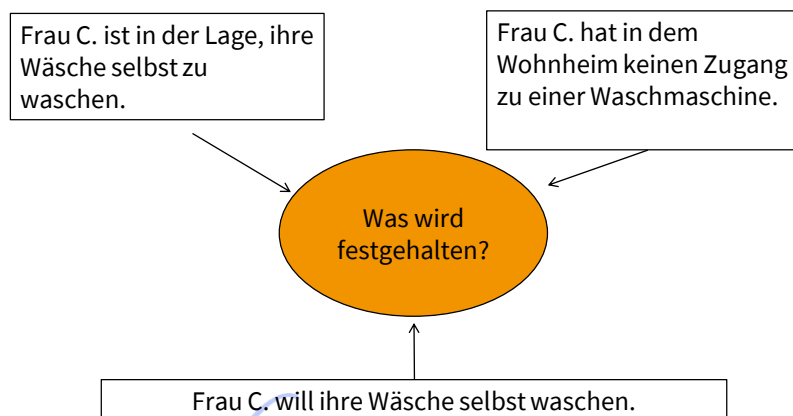 Frau C. ist in der Lage, ihre
Wäsche selbst zu
waschen.
Frau C. hat in dem
Wohnheim keinen Zugang
zu einer Waschmaschine.
Was wird
festgehalten?
Frau C. will ihre Wäsche selbst waschen.